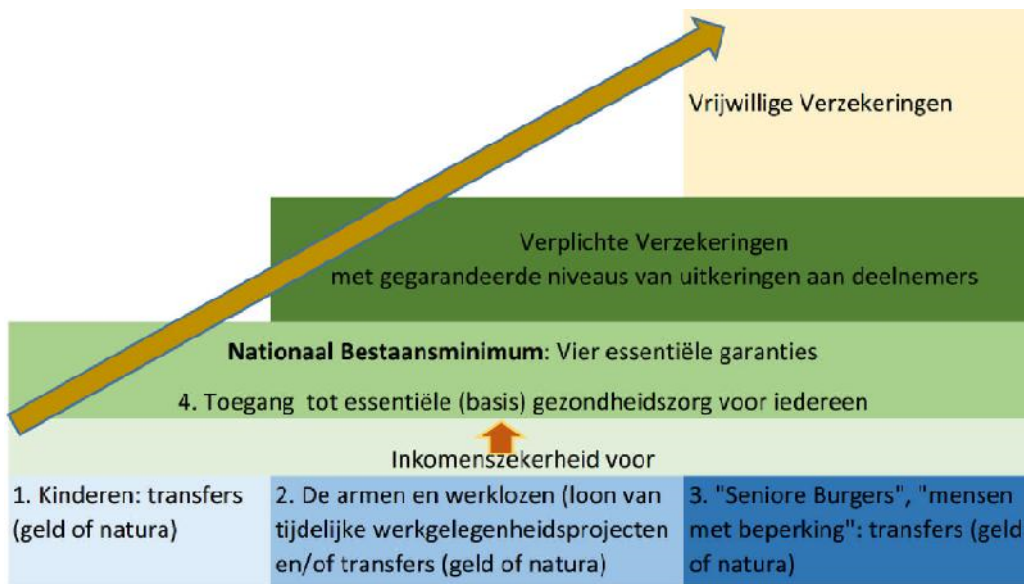 Vrijwillige Verzekeringen
Verplichte Verzekeringen
met gegarandeerde niveaus van uitkeringen aan deelnemers
Nationaal Bestaansminimum: Vier essentiële garanties
4. Toegang tot essentiële (basis) gezondheidszorg voor iedereen
Inkomenszekerheid voor
1. Kinderen: transfers
(geld of natura)
2. De armen en werklozen (loon van
tijdelijke werkgelegenheidsprojecten
en/of transfers (geld of natura)
3. "Seniore Burgers", "mensen
met beperking": transfers (geld
of natura)